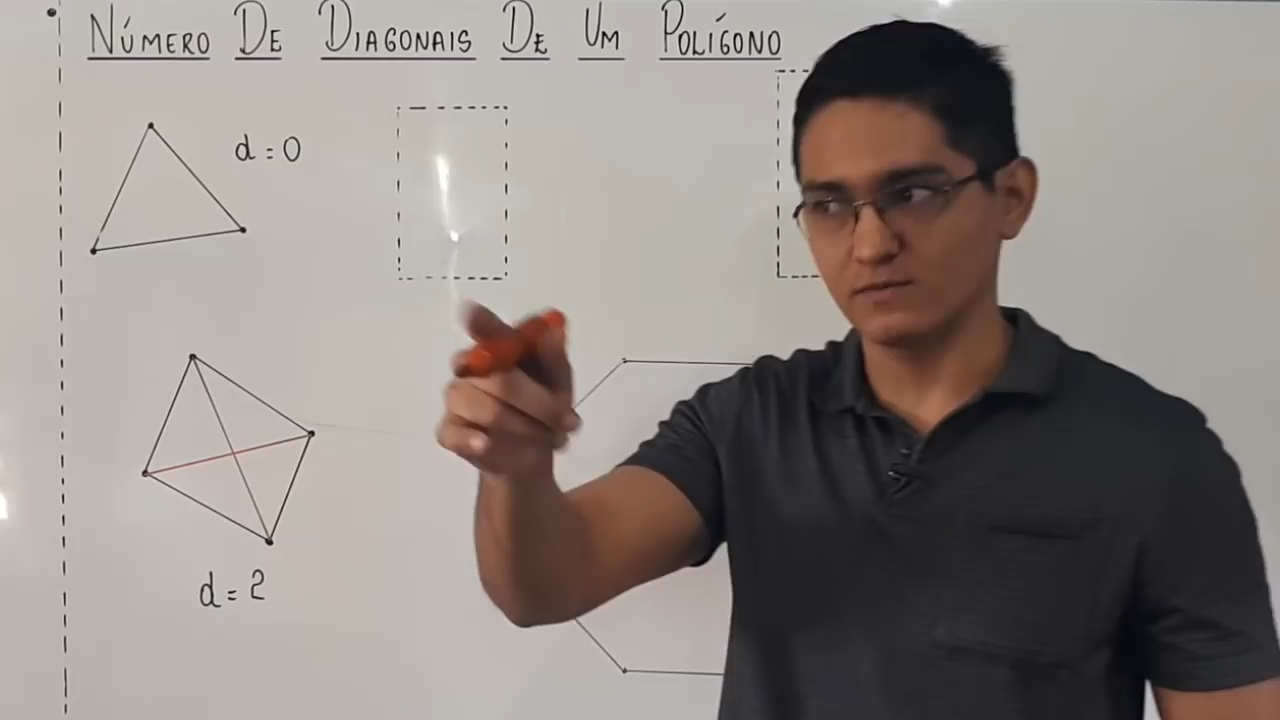 NÚMERO DE DIAGONAIS DE UM POLÍGONO
d = 0
d = 2